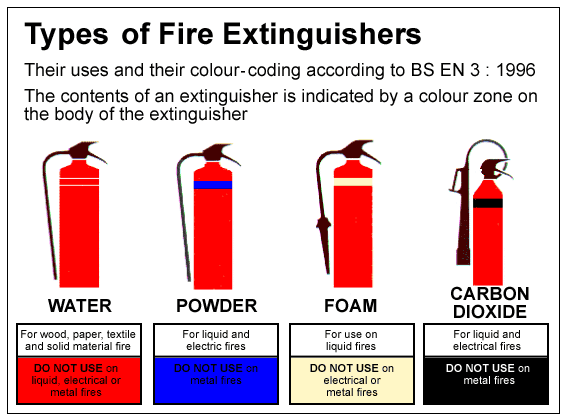 Types of Fire Extinguishers
Their uses and their colour-coding according to BS EN 3 : 1996
The contents of an extinguisher is indicated by a colour zone on
the body of the extinguisher
WATER
For wood, paper, textile
and solid material fire
DO NOT USE on
liquid, electrical or
metal fires
POWDER
For liquid and
electric fires
DO NOT USE on
metal fires
FOAM
For use on
liquid fires
DO NOT USE on
electrical or
metal fires
CARBON
DIOXIDE
For liquid and
electrical fires
DO NOT USE on
metal fires